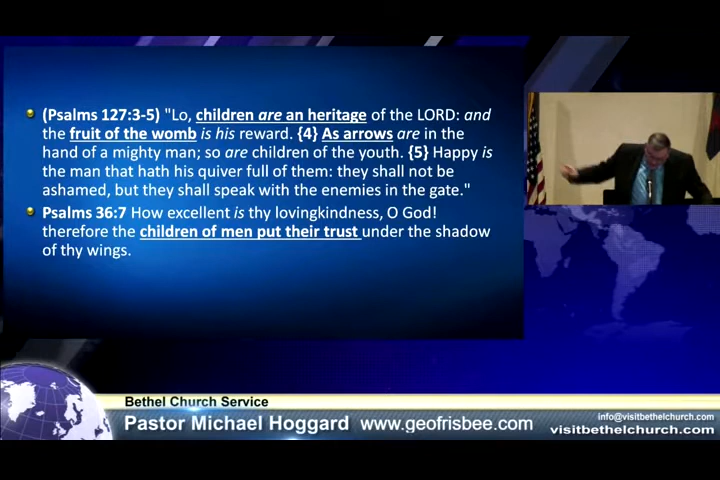 (Psalms 127:3-5) "Lo, children are an heritage of the LORD: and
the fruit of the womb is his reward. {4} As arrows are in the
hand of a mighty man; so are children of the youth. {5} Happy is
the man that hath his quiver full of them: they shall not be
ashamed, but they shall speak with the enemies in the gate."
Psalms 36:7 How excellent is thy lovingkindness, O God!
therefore the children of men put their trust under the shadow
of thy wings.
Bethel Church Service
Pastor Michael Hoggard www.geofrisbee.com
info@visitbethelchurch.com
visitbethelchurch.com